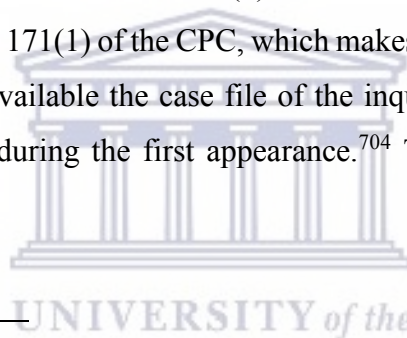 171(1) of the CPC, which makes
vailable the case file of the inqu
during the first appearance.704 T
UNIVERSITY of the